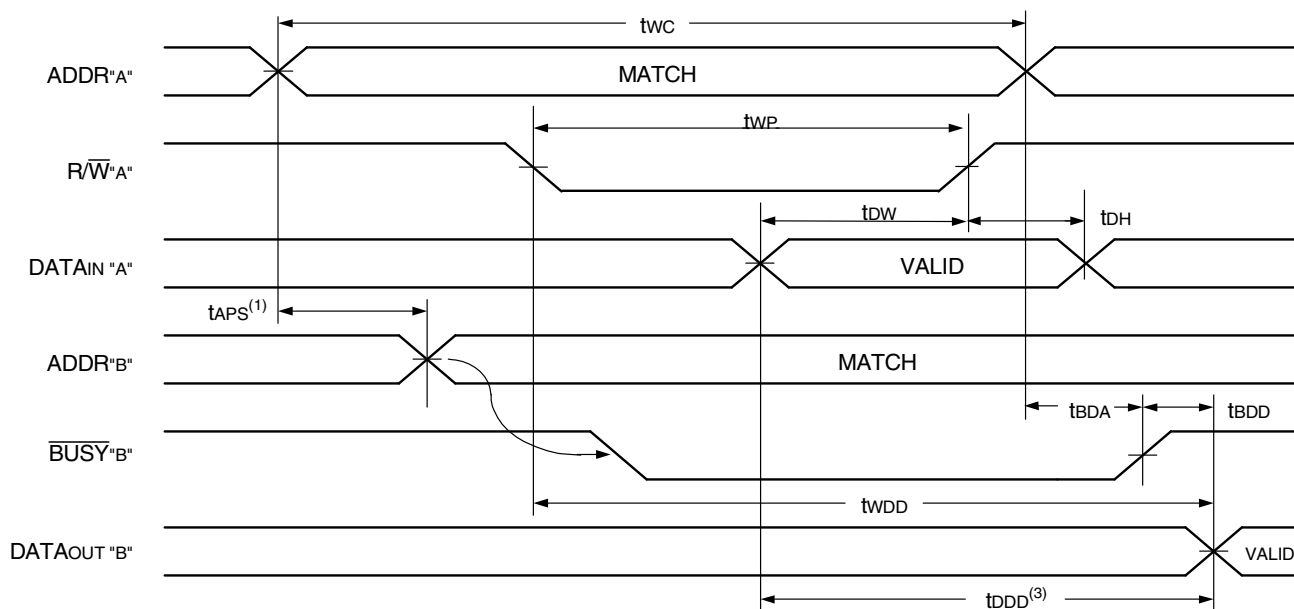 tWC
ADDR"A"
MATCH
tWP
R/W"A"
tDW
tDH
DATAIN "A"
VALID
tAPS(1)
ADDR"B"
MATCH
tBDA
tBDD
BUSY"B"
tWDD
DATAOUT "B"
VALID
tDDD(3)